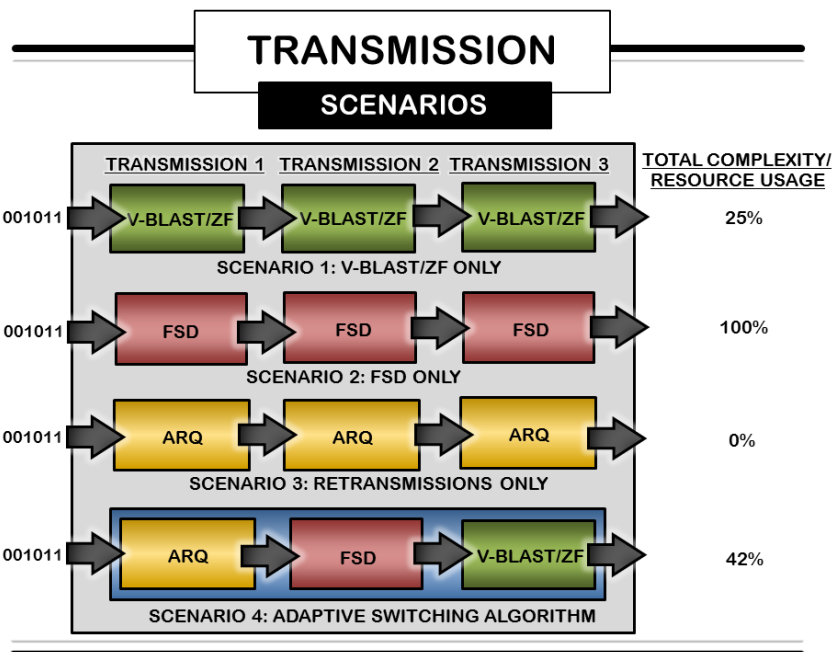 TRANSMISSION
SCENARIOS
TRANSMISSION 1 TRANSMISSION 2 TRANSMISSION 3
TOTAL COMPLEXITY/
RESOURCE USAGE
001011 V-BLAST/ZF V-BLAST/ZF V-BLAST/ZF 25%
SCENARIO 1: V-BLAST/ZF ONLY
001011 FSD FSD FSD 100%
SCENARIO 2: FSD ONLY
001011 ARQ ARQ ARQ 0%
SCENARIO 3: RETRANSMISSIONS ONLY
001011 ARQ FSD V-BLAST/ZF 42%
SCENARIO 4: ADAPTIVE SWITCHING ALGORITHM